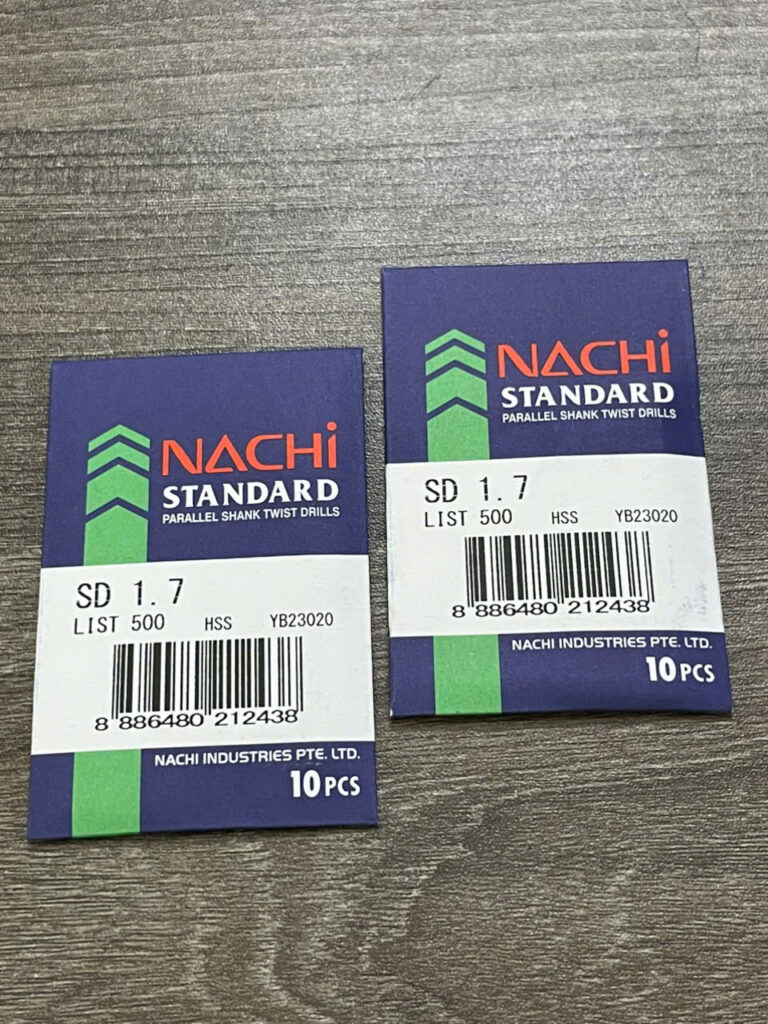 NACHi
STANDARD
PARALLEL SHANK TWIST DRILLS
SD 1.7
LIST 500 HSS YB23020
8 886480 212438
NACHI INDUSTRIES PTE. LTD.
10 PCS
NACHi
STANDARD
PARALLEL SHANK TWIST DRILLS
SD 1.7
LIST 500 HSS YB23020
8 886480 212438
NACHI INDUSTRIES PTE. LTD.
10 PCS